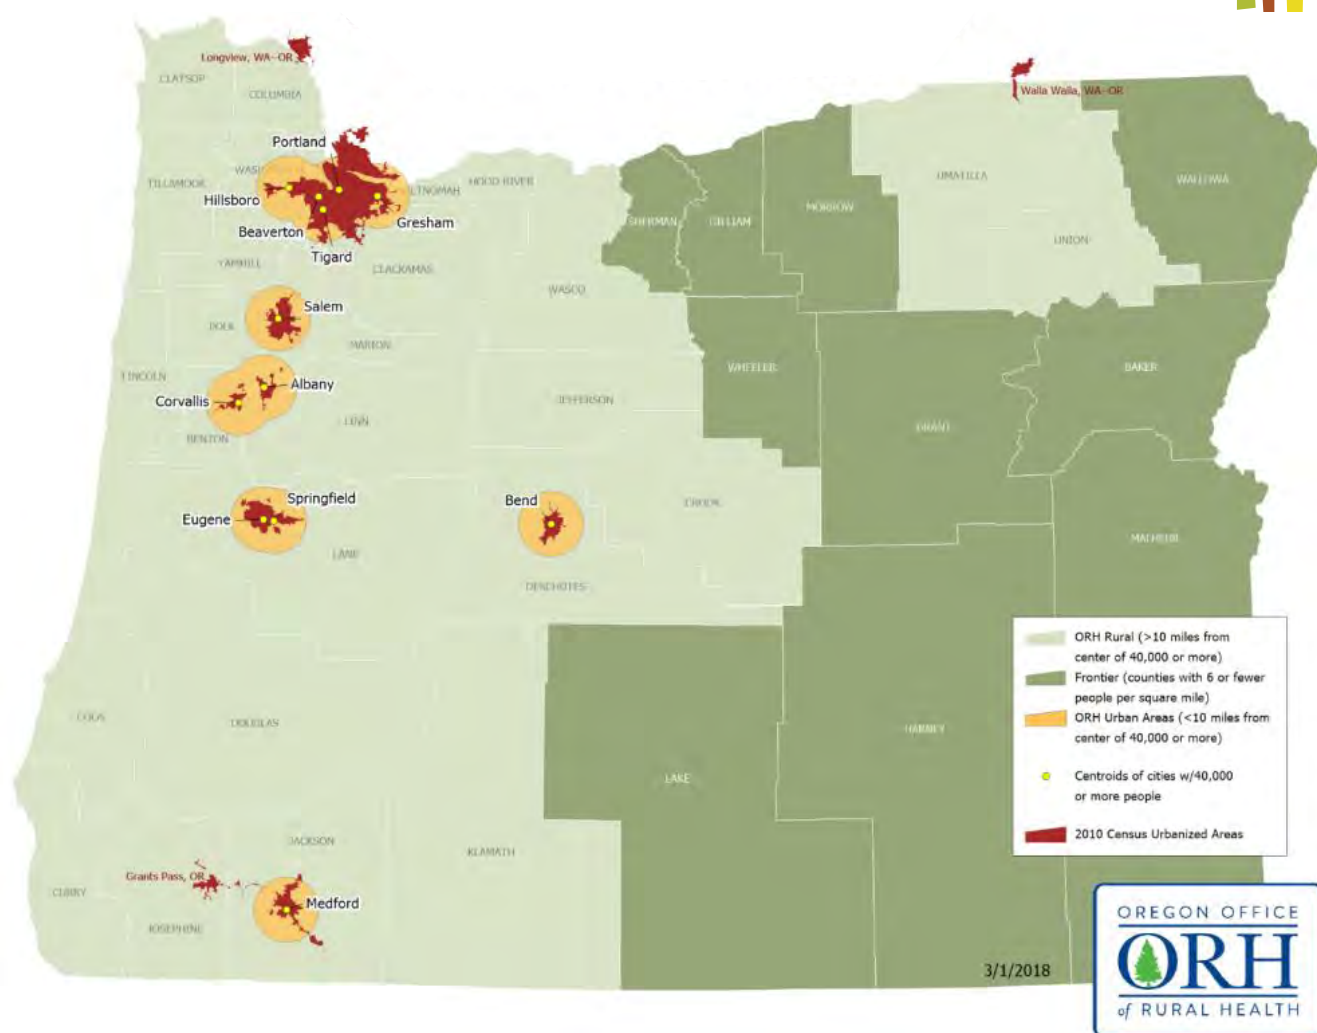 Longview, WA--OR
CLATSOP
COLUMBIA
Walla Walla, WA--OR
Portland
TILLAMOOK
HOOD RIVER
UMATILLA
WALLOWA
Hillsboro
Gresham
SHERMAN
GILLIAM
MORROW
Beaverton
Tigard
UNION
YAMHILL
CLACKAMAS
WASCO
Salem
POLK
MARION
LINCOLN
WHEELER
BAKER
Albany
Corvallis
JEFFERSON
BENTON
LINN
GRANT
Springfield
Bend
Eugene
CROOK
LANE
MALHEUR
DESCHUTES
ORH Rural (>10 miles from
center of 40,000 or more)
Frontier (counties with 6 or fewer
people per square mile)
ORH Urban Areas (<10 miles from
center of 40,000 or more)
Centroids of cities w/40,000
or more people
2010 Census Urbanized Areas
COOS
DOUGLAS
HARNEY
LAKE
JACKSON
KLAMATH
Grants Pass, OR
CURRY
Medford
JOSEPHINE
3/1/2018
OREGON OFFICE
ORH
of RURAL HEALTH